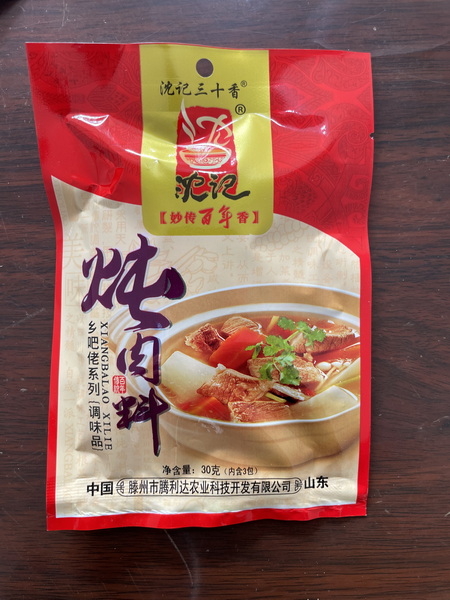 沈记三十香®
®
沈记
【妙传百年香】
炖肉料
XIANGBALAO XILIE
乡吧佬系列[调味品]
净含量：30克（内含3包）
中国 滕州市腾利达农业科技开发有限公司 山东